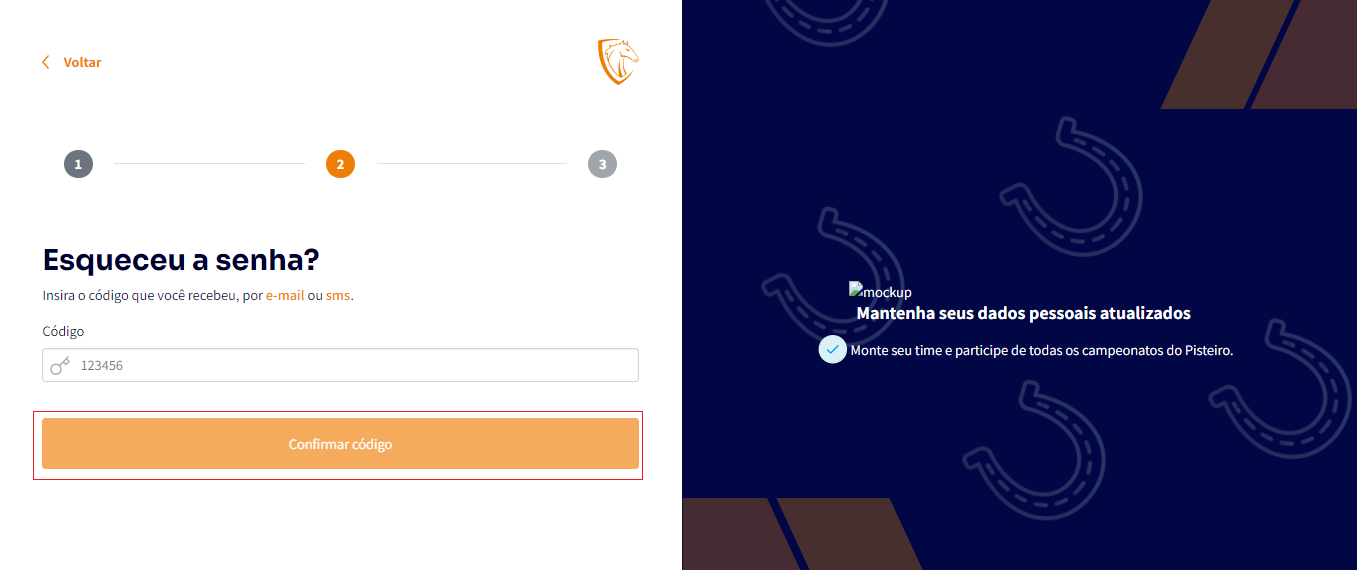 Voltar
1
2
3
Esqueceu a senha?
Insira o código que você recebeu, por e-mail ou sms.
Código
123456
Confirmar código
mockup
Mantenha seus dados pessoais atualizados
Monte seu time e participe de todas os campeonatos do Pisteiro.